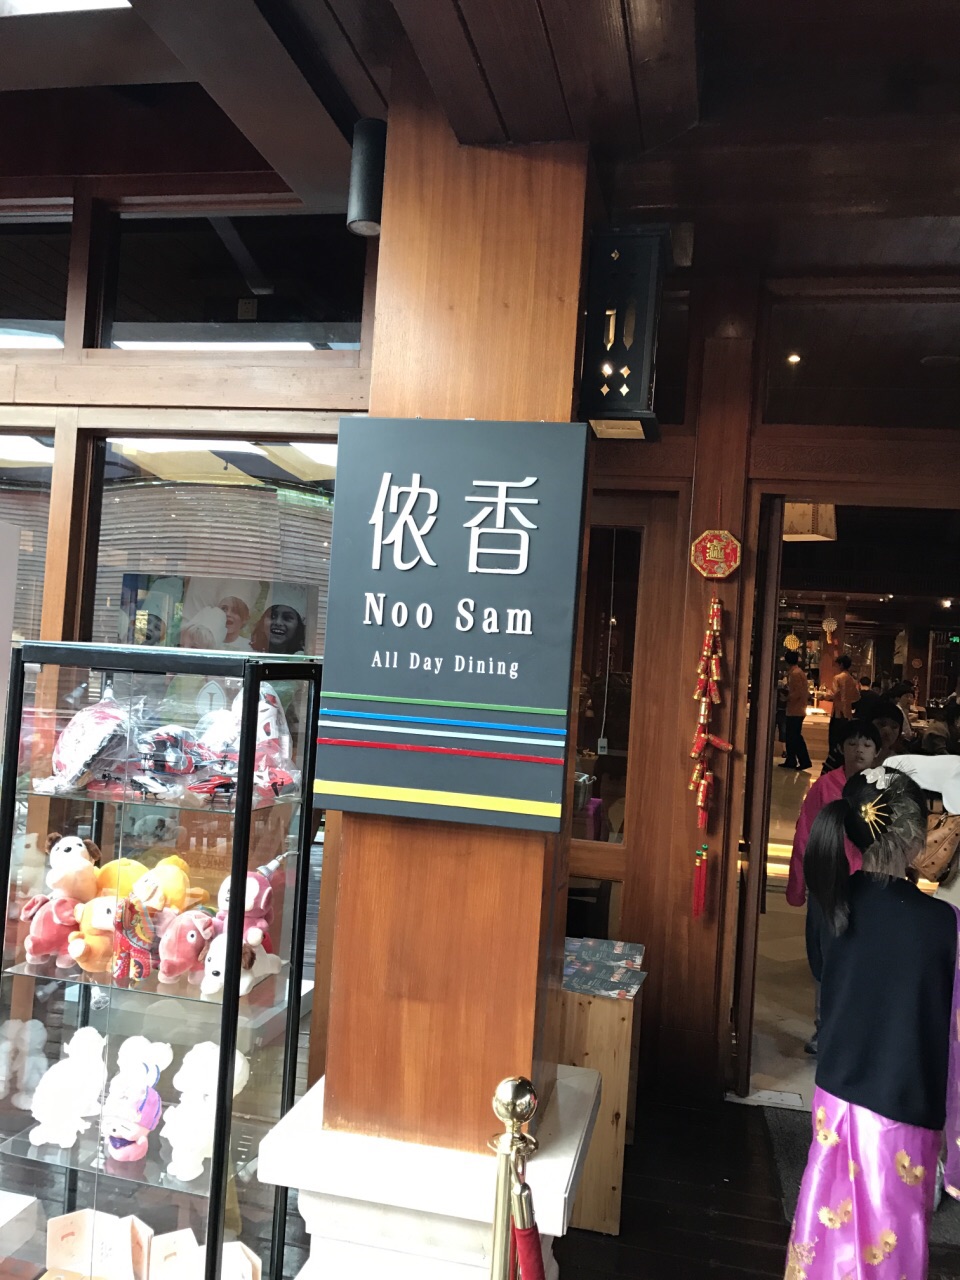 侬香
Noo Sam
All Day Dining